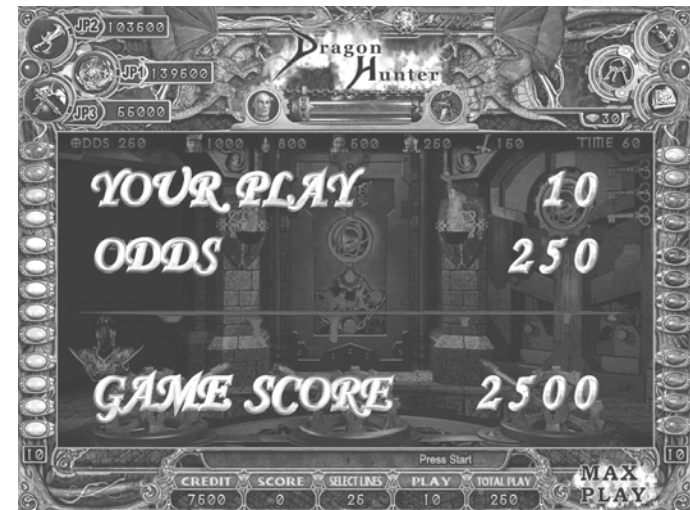 JP2 103600
JP1 139600
JP3 55000
Dragon Hunter
30
ODDS 250 1000 800 500 250 150 TIME 60
YOUR PLAY 10
ODDS 250
GAME SCORE 2500
10 10
Press Start
CREDIT SCORE SELECT LINES PLAY TOTAL PLAY
7500 0 25 10 250
MAX PLAY